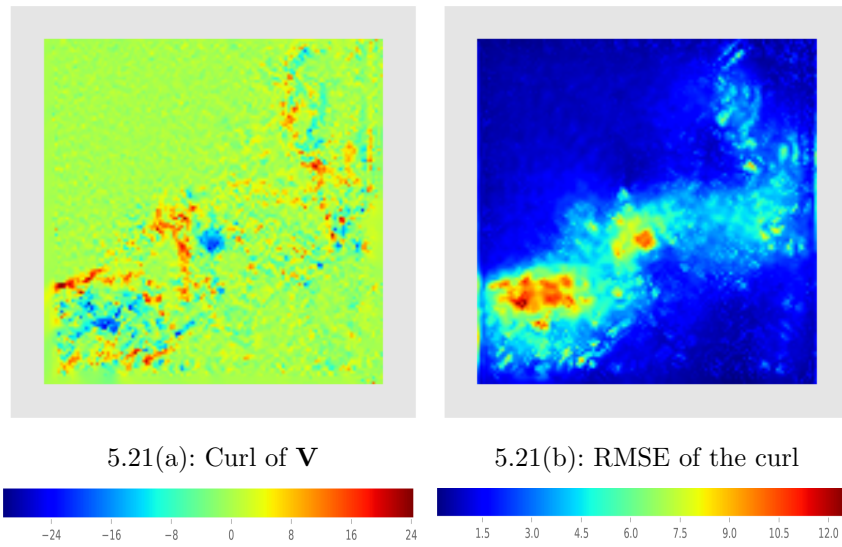 5.21(a): Curl of V
5.21(b): RMSE of the curl
−24 −16 −8 0 8 16 24
1.5 3.0 4.5 6.0 7.5 9.0 10.5 12.0